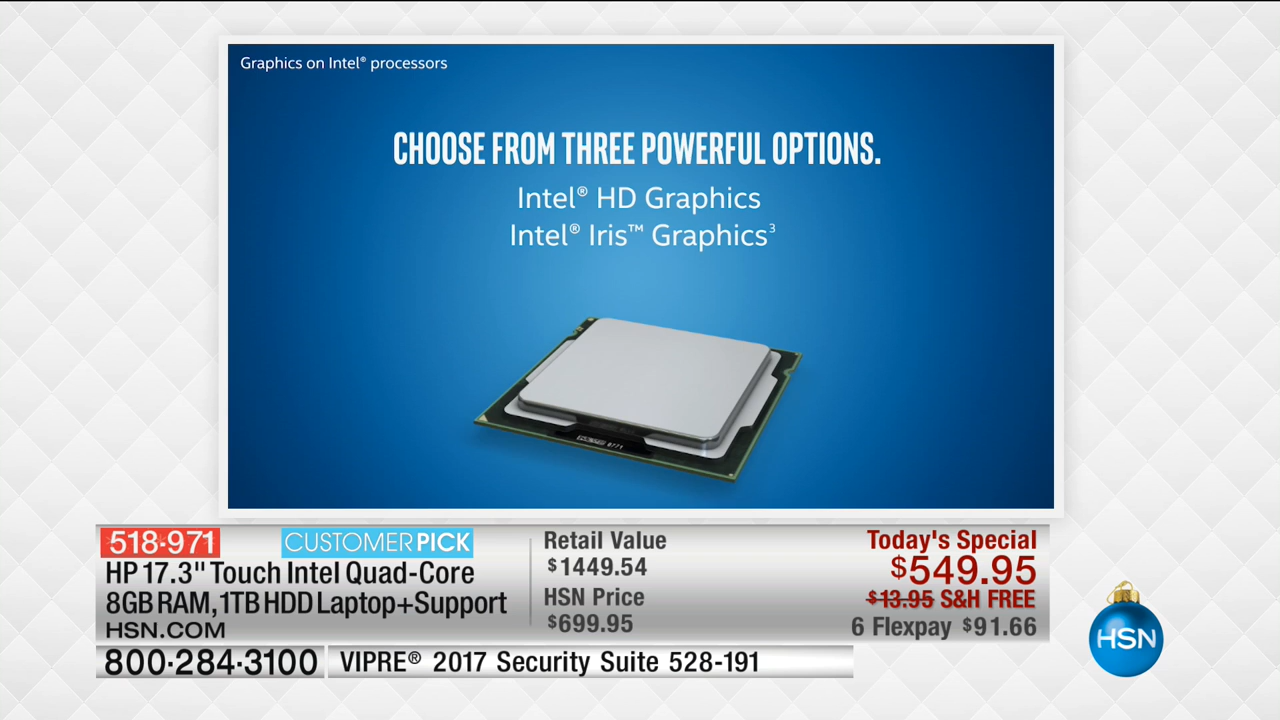 Graphics on Intel® processors
CHOOSE FROM THREE POWERFUL OPTIONS.
Intel® HD Graphics
Intel® Iris™ Graphics³
518-971
CUSTOMER PICK
HP 17.3" Touch Intel Quad-Core
8GB RAM, 1TB HDD Laptop+Support
HSN.COM
Retail Value
$1449.54
HSN Price
$699.95
Today's Special
$549.95
$13.95 S&H FREE
6 Flexpay $91.66
HSN
800·284·3100
VIPRE® 2017 Security Suite 528-191